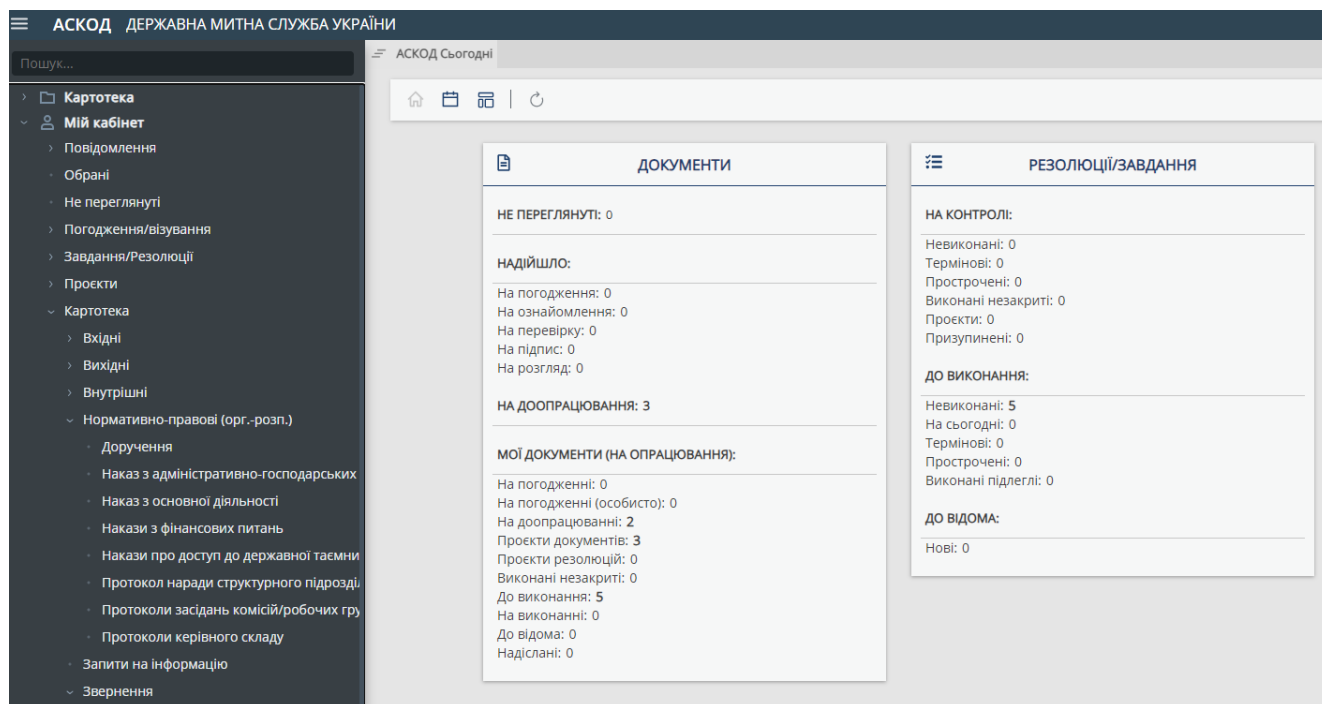 АСКОД ДЕРЖАВНА МИТНА СЛУЖБА УКРАЇНИ
Пошук...
Картотека
Мій кабінет
Повідомлення
Обрані
Не переглянуті
Погодження/візування
Завдання/Резолюції
Проєкти
Картотека
Вхідні
Вихідні
Внутрішні
Нормативно-правові (орг.-розп.)
Доручення
Наказ з адміністративно-господарських
Наказ з основної діяльності
Накази з фінансових питань
Накази про доступ до державної таємни
Протокол наради структурного підрозділ
Протоколи засідань комісій/робочих гру
Протоколи керівного складу
Запити на інформацію
Звернення
АСКОД Сьогодні
ДОКУМЕНТИ
НЕ ПЕРЕГЛЯНУТІ: 0
НАДІЙШЛО:
На погодження: 0
На ознайомлення: 0
На перевірку: 0
На підпис: 0
На розгляд: 0
НА ДООПРАЦЮВАННЯ: 3
МОЇ ДОКУМЕНТИ (НА ОПРАЦЮВАННЯ):
На погодженні: 0
На погодженні (особисто): 0
На доопрацюванні: 2
Проєкти документів: 3
Проєкти резолюцій: 0
Виконані незакриті: 0
До виконання: 5
На виконанні: 0
До відома: 0
Надіслані: 0
РЕЗОЛЮЦІЇ/ЗАВДАННЯ
НА КОНТРОЛІ:
Невиконані: 0
Термінові: 0
Прострочені: 0
Виконані незакриті: 0
Проєкти: 0
Призупинені: 0
ДО ВИКОНАННЯ:
Невиконані: 5
На сьогодні: 0
Термінові: 0
Прострочені: 0
Виконані підлеглі: 0
ДО ВІДОМА:
Нові: 0